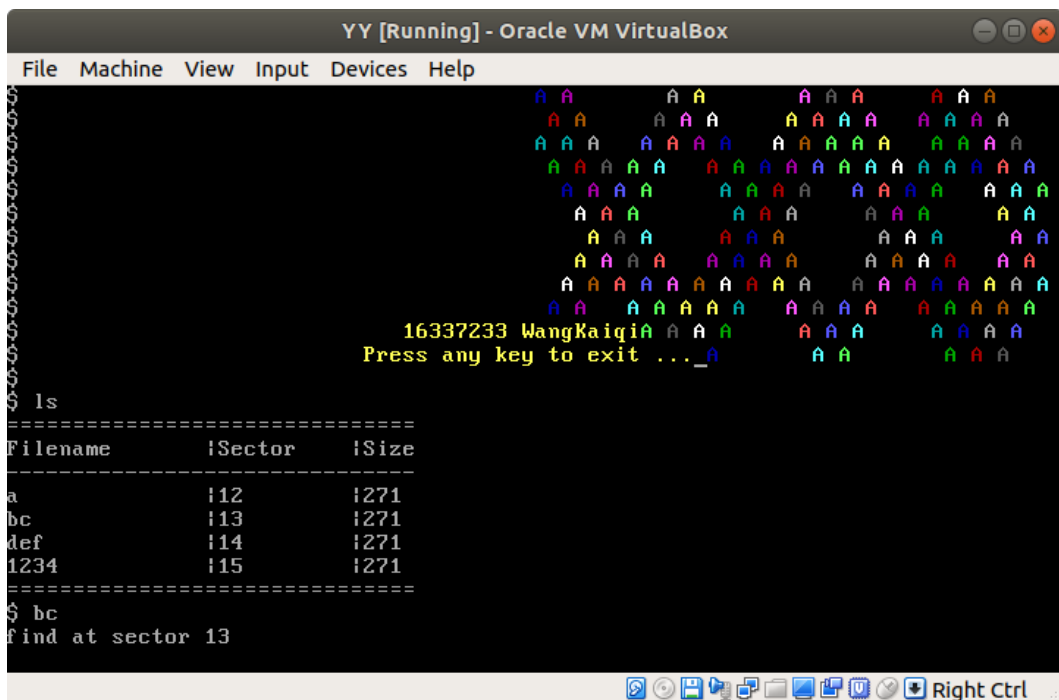 YY [Running] - Oracle VM VirtualBox
File Machine View Input Devices Help
$ A A A A A A A A A A
$ A A A A A A A A A A A A A
$ A A A A A A A A A A A A A A A A
$ A A A A A A A A A A A A A A A A A A
$ A A A A A A A A A A A A A A A
$ A A A A A A A A A A A
$ A A A A A A A A A A A
$ A A A A A A A A A A A A A A
$ A A A A A A A A A A A A A A A A A A
$ A A A A A A A A A A A A A A A A
$ 16337233 WangKaiqiA A A A A A A A A A A
$ Press any key to exit ..._A A A A A A
$
$ ls
===============================
Filename |Sector |Size
-------------------------------
a |12 |271
bc |13 |271
def |14 |271
1234 |15 |271
===============================
$ bc
find at sector 13
Right Ctrl